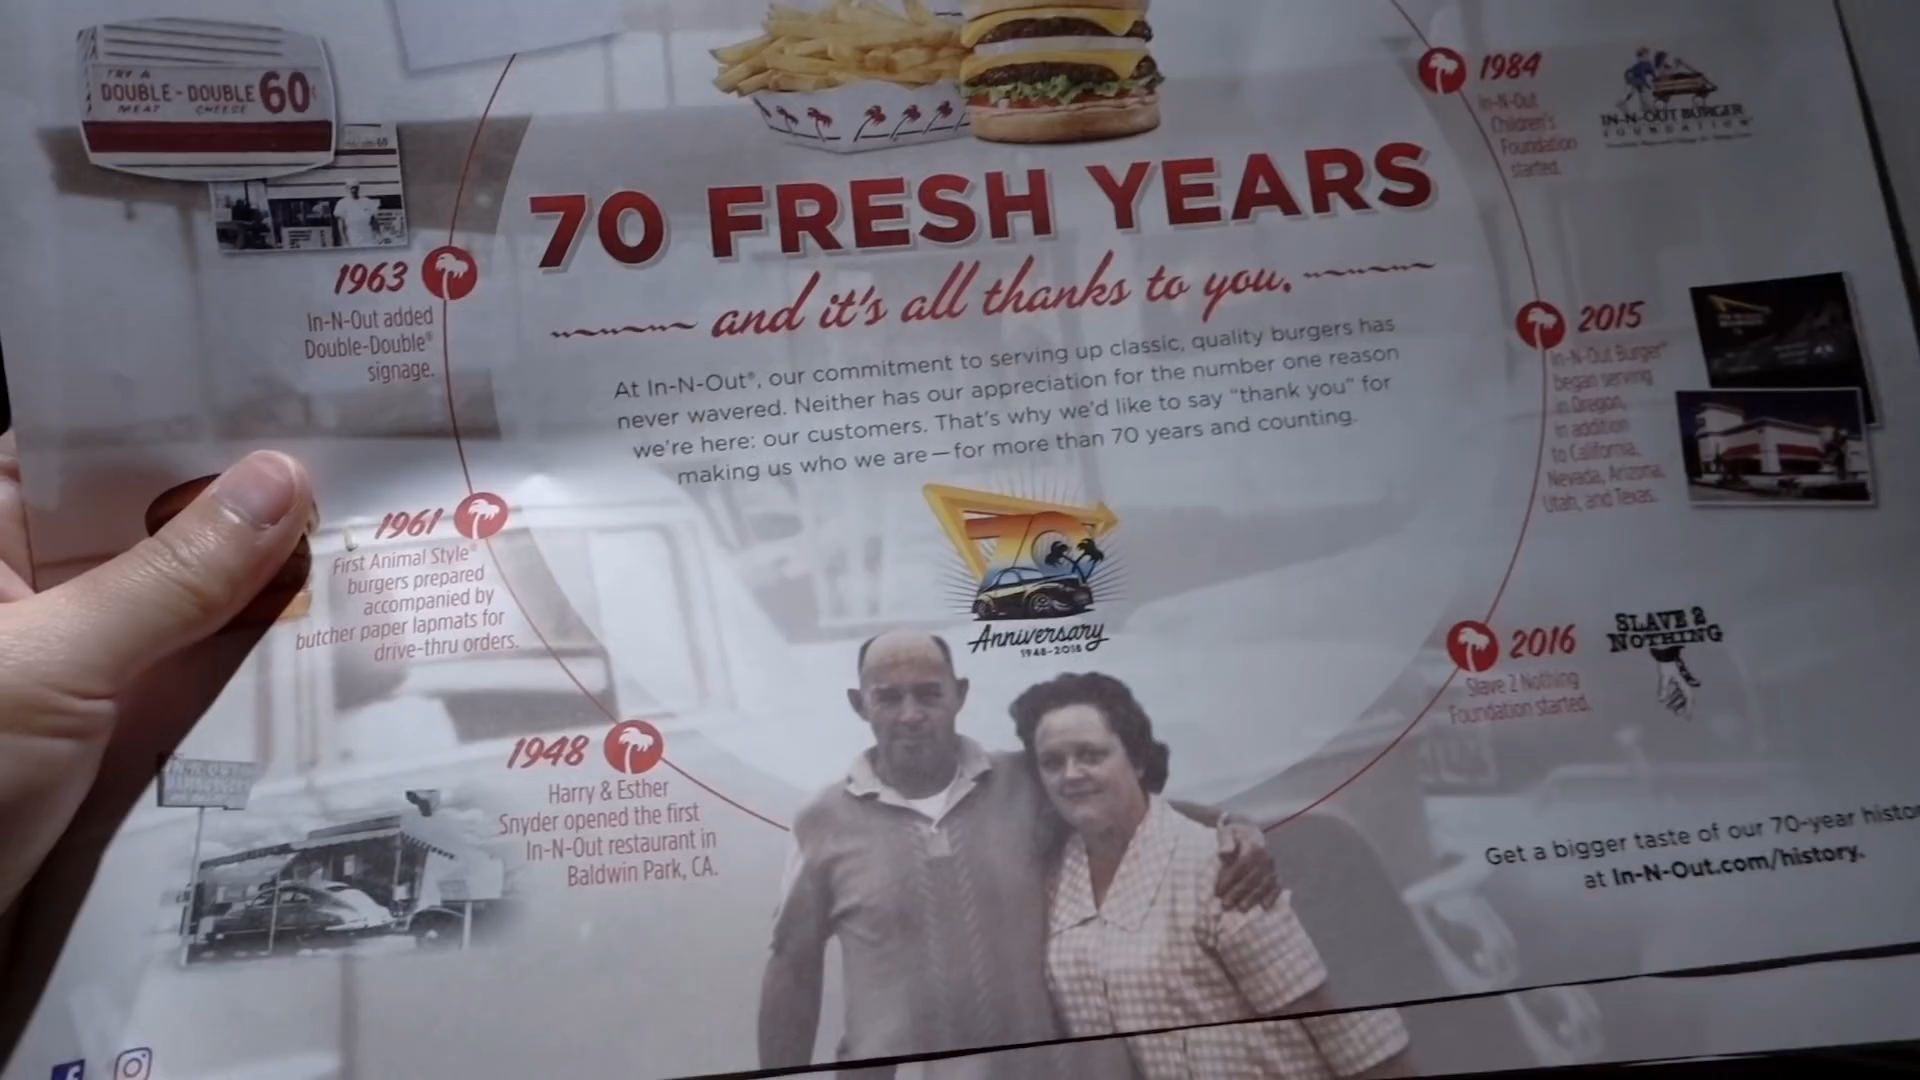 TRY A
DOUBLE-DOUBLE 60¢
MEAT CHEESE
1963
In-N-Out added
Double-Double®
signage.
1961
First Animal Style®
burgers prepared
accompanied by
butcher paper lapmats for
drive-thru orders.
1948
Harry & Esther
Snyder opened the first
In-N-Out restaurant in
Baldwin Park, CA.
70 FRESH YEARS
and it's all thanks to you.
At In-N-Out®, our commitment to serving up classic, quality burgers has
never wavered. Neither has our appreciation for the number one reason
we're here: our customers. That's why we'd like to say "thank you" for
making us who we are—for more than 70 years and counting.
70
Anniversary
1948-2018
1984
In-N-Out
Children's
Foundation
started.
IN-N-OUT BURGER
FOUNDATION
2015
In-N-Out Burger®
began serving
in Oregon,
in addition
to California,
Nevada, Arizona,
Utah, and Texas.
2016
Slave 2 Nothing
Foundation started.
SLAVE 2
NOTHING
Get a bigger taste of our 70-year histor
at In-N-Out.com/history.